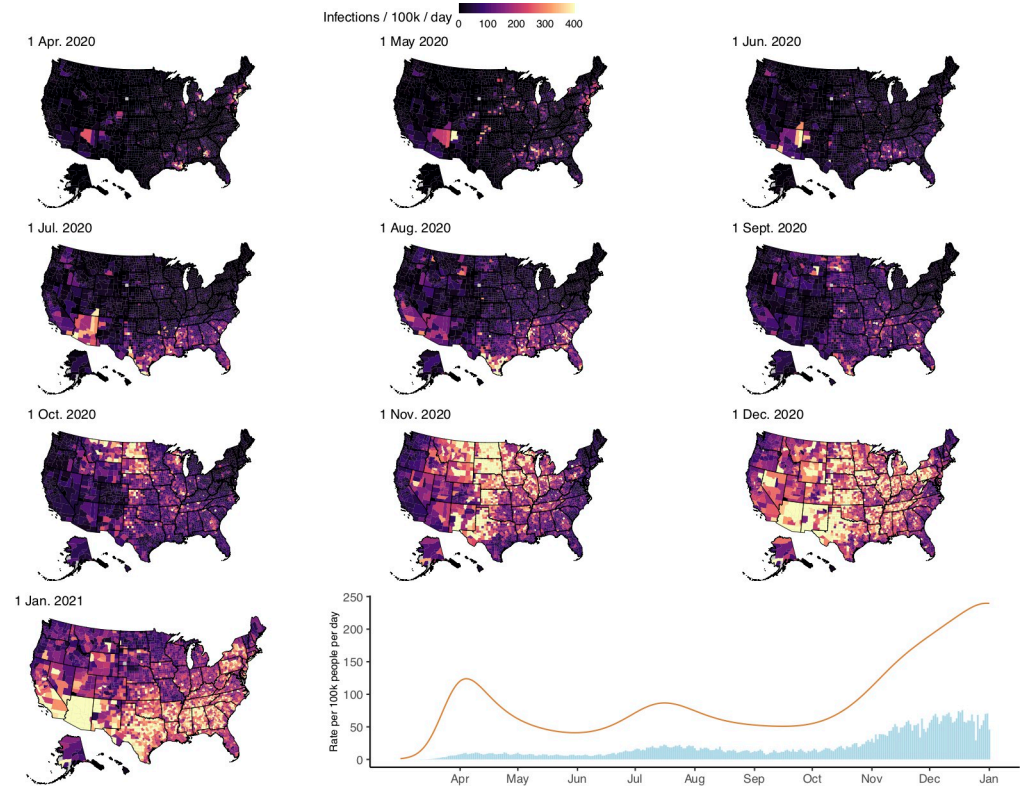 Infections / 100k / day
0 100 200 300 400
1 Apr. 2020
1 May 2020
1 Jun. 2020
1 Jul. 2020
1 Aug. 2020
1 Sept. 2020
1 Oct. 2020
1 Nov. 2020
1 Dec. 2020
1 Jan. 2021
Rate per 100k people per day
250
200
150
100
50
0
Apr May Jun Jul Aug Sep Oct Nov Dec Jan